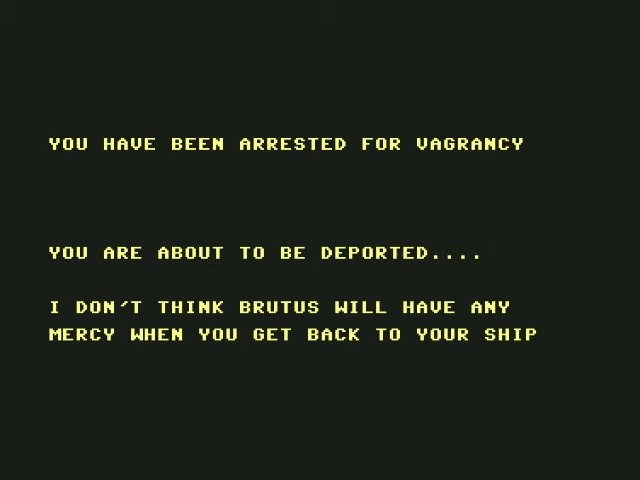 YOU HAVE BEEN ARRESTED FOR VAGRANCY
YOU ARE ABOUT TO BE DEPORTED....
I DON'T THINK BRUTUS WILL HAVE ANY
MERCY WHEN YOU GET BACK TO YOUR SHIP